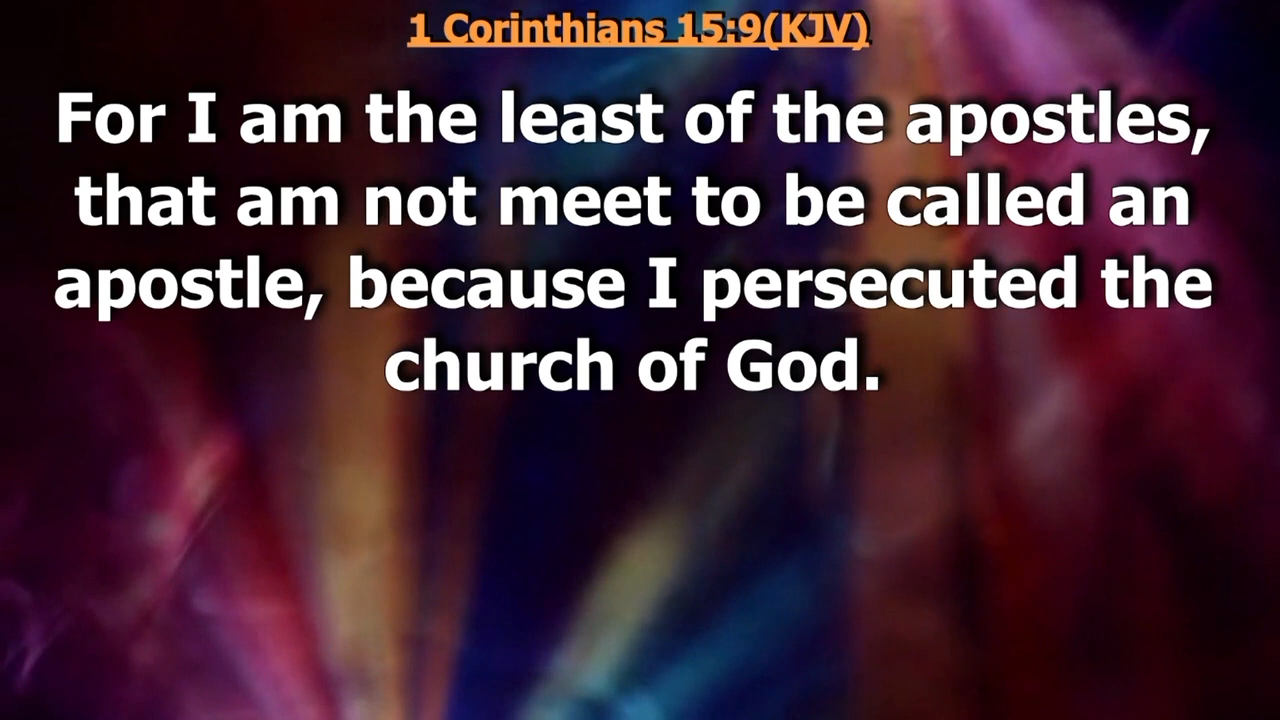 1 Corinthians 15:9(KJV)
For I am the least of the apostles,
that am not meet to be called an
apostle, because I persecuted the
church of God.